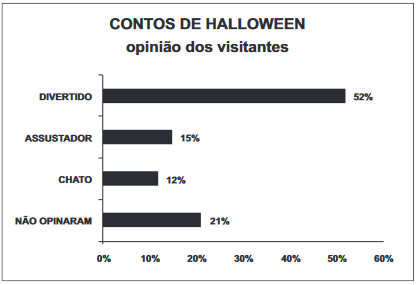 CONTOS DE HALLOWEEN
opinião dos visitantes
DIVERTIDO 52%
ASSUSTADOR 15%
CHATO 12%
NÃO OPINARAM 21%
0% 10% 20% 30% 40% 50% 60%